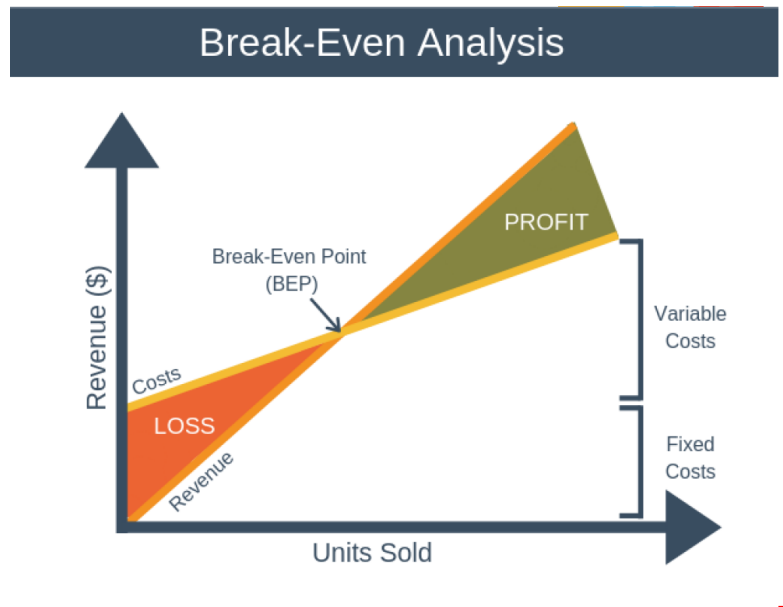 Break-Even Analysis
Revenue ($)
Break-Even Point
(BEP)
PROFIT
Costs
LOSS
Revenue
Variable
Costs
Fixed
Costs
Units Sold